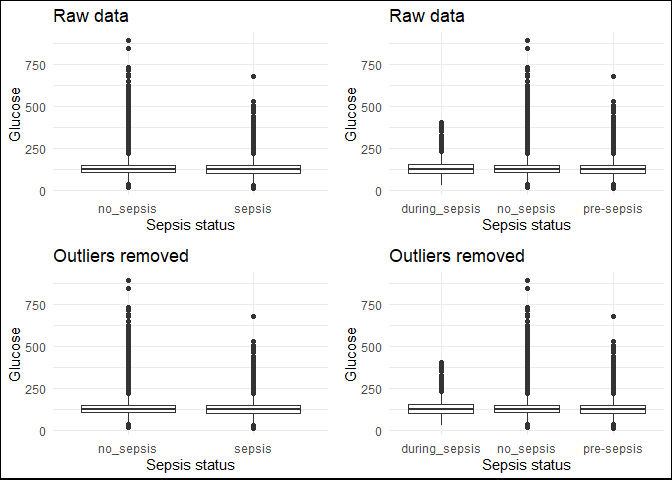 Raw data
Glucose
750
500
250
0
no_sepsis sepsis
Sepsis status
Raw data
Glucose
750
500
250
0
during_sepsis no_sepsis pre-sepsis
Sepsis status
Outliers removed
Glucose
750
500
250
0
no_sepsis sepsis
Sepsis status
Outliers removed
Glucose
750
500
250
0
during_sepsis no_sepsis pre-sepsis
Sepsis status